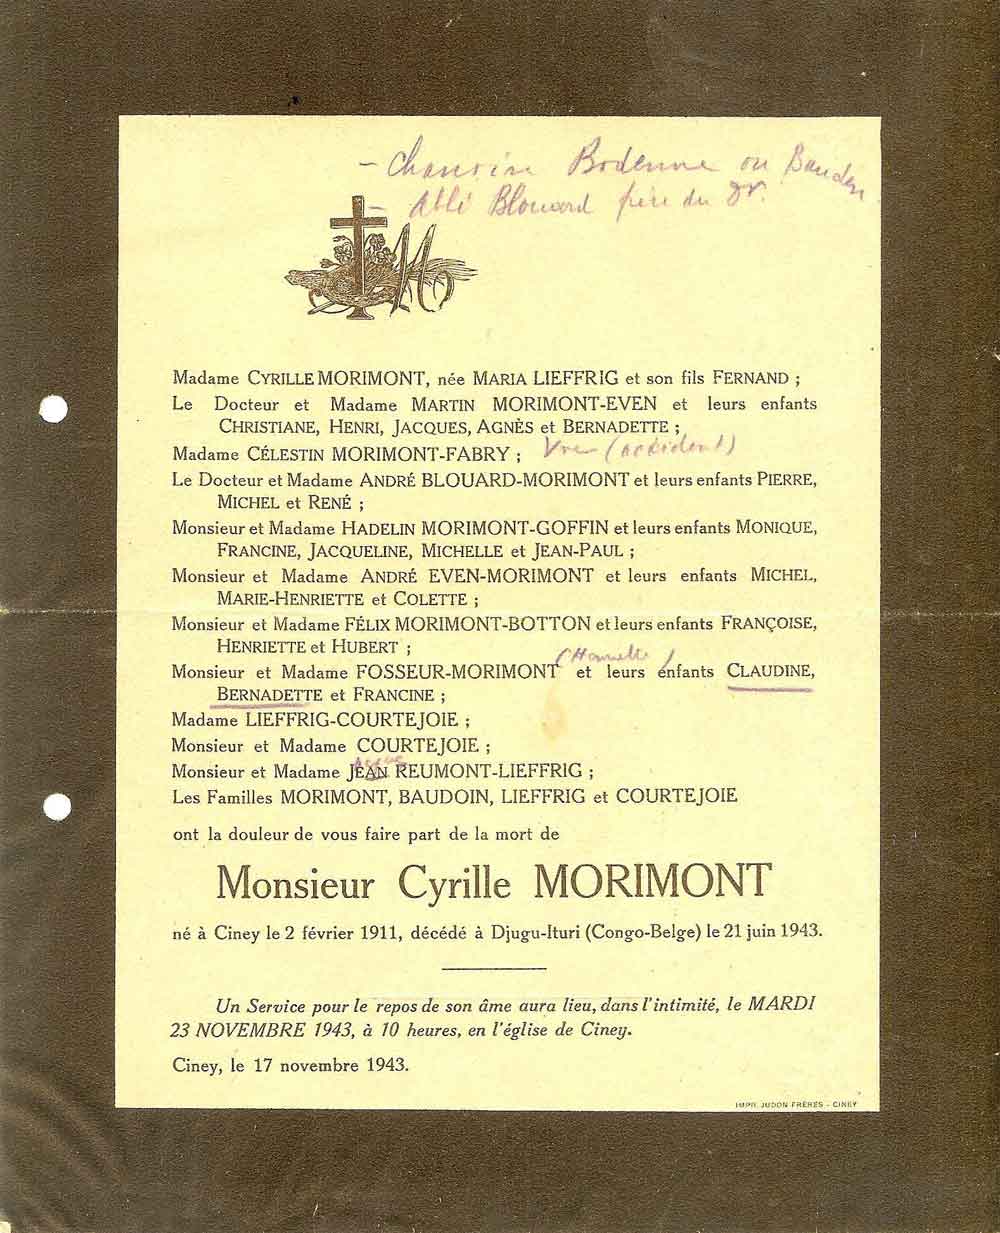 - Chanoine Bodenne ou Bauden
- Abbé Blouard frère du Dr.
Madame CYRILLE MORIMONT, née MARIA LIEFFRIG et son fils FERNAND ;
Le Docteur et Madame MARTIN MORIMONT-EVEN et leurs enfants
CHRISTIANE, HENRI, JACQUES, AGNÈS et BERNADETTE ;
Madame CÉLESTIN MORIMONT-FABRY ; Vve (accident)
Le Docteur et Madame ANDRÉ BLOUARD-MORIMONT et leurs enfants PIERRE,
MICHEL et RENÉ ;
Monsieur et Madame HADELIN MORIMONT-GOFFIN et leurs enfants MONIQUE,
FRANCINE, JACQUELINE, MICHELLE et JEAN-PAUL ;
Monsieur et Madame ANDRÉ EVEN-MORIMONT et leurs enfants MICHEL,
MARIE-HENRIETTE et COLETTE ;
Monsieur et Madame FÉLIX MORIMONT-BOTTON et leurs enfants FRANÇOISE,
HENRIETTE et HUBERT ;
Monsieur et Madame FOSSEUR-MORIMONT et leurs enfants CLAUDINE,
BERNADETTE et FRANCINE ;
Madame LIEFFRIG-COURTEJOIE ;
Monsieur et Madame COURTEJOIE ;
Monsieur et Madame JEAN REUMONT-LIEFFRIG ;
Les Familles MORIMONT, BAUDOIN, LIEFFRIG et COURTEJOIE
ont la douleur de vous faire part de la mort de
Monsieur Cyrille MORIMONT
né à Ciney le 2 février 1911, décédé à Djugu-Ituri (Congo-Belge) le 21 juin 1943.
Un Service pour le repos de son âme aura lieu, dans l'intimité, le MARDI
23 NOVEMBRE 1943, à 10 heures, en l'église de Ciney.
Ciney, le 17 novembre 1943.
IMPR. JUDON FRÈRES - CINEY